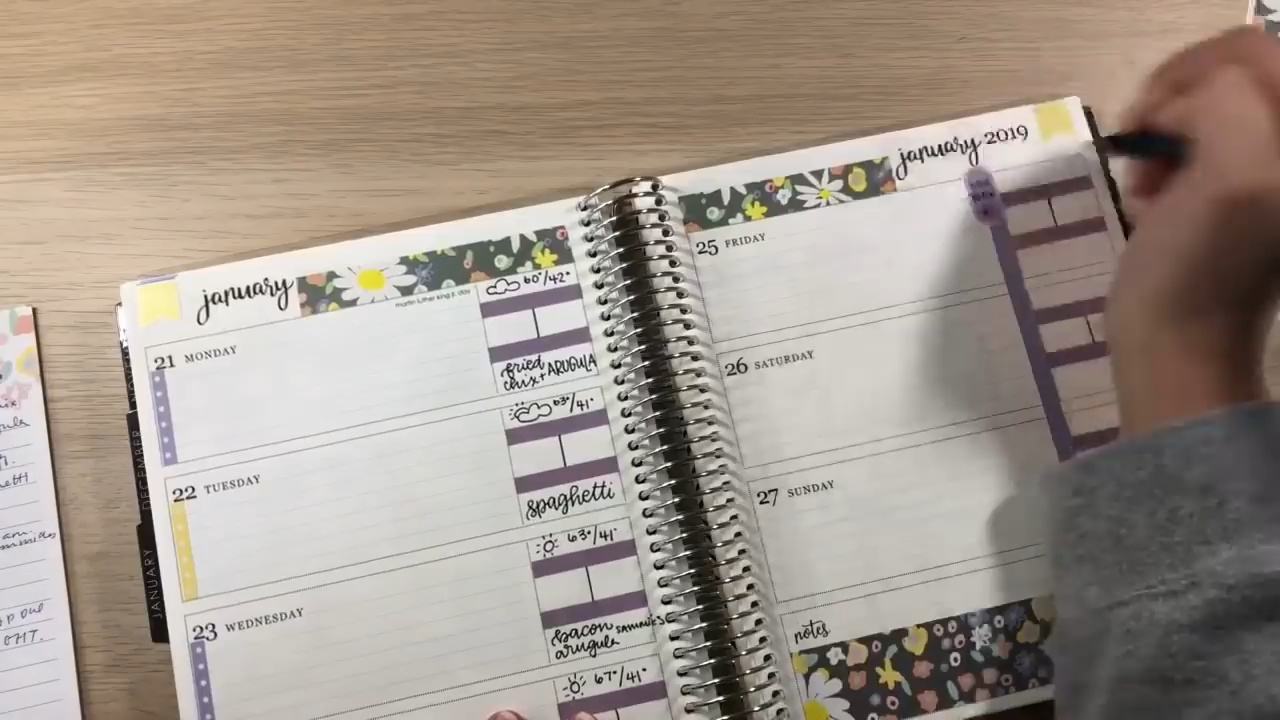 january
martin luther king jr. day
60°/42°
21 MONDAY
fried
chix + ARUGULA
63°/41°
22 TUESDAY
spaghetti
63°/41°
23 WEDNESDAY
bacon
arugula
67°/41°
january 2019
25 FRIDAY
26 SATURDAY
27 SUNDAY
notes
DECEMBER
JANUARY